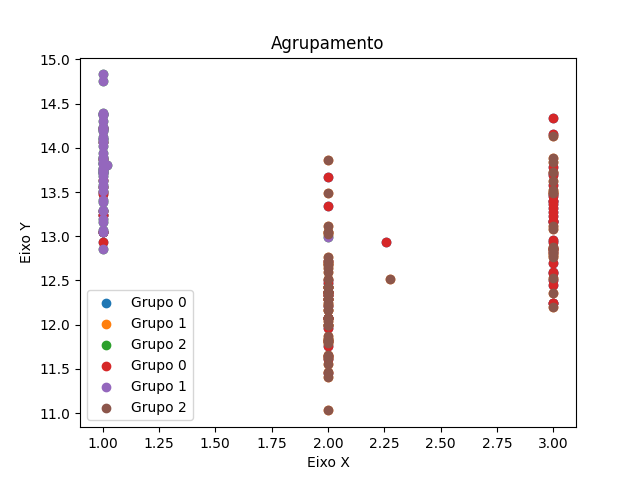 Agrupamento
15.0
14.5
14.0
13.5
13.0
12.5
12.0
11.5
11.0
Eixo Y
Grupo 0
Grupo 1
Grupo 2
Grupo 0
Grupo 1
Grupo 2
1.00 1.25 1.50 1.75 2.00 2.25 2.50 2.75 3.00
Eixo X